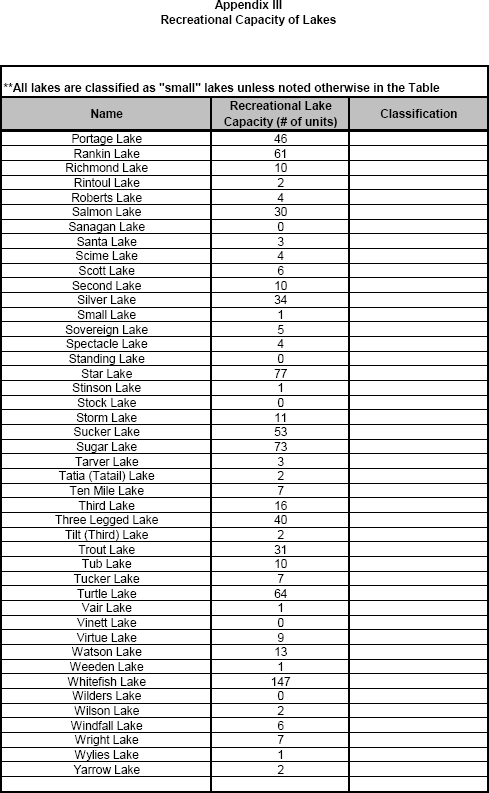 Appendix III
Recreational Capacity of Lakes
**All lakes are classified as "small" lakes unless noted otherwise in the Table
Name Recreational Lake Capacity (# of units) Classification
Portage Lake 46
Rankin Lake 61
Richmond Lake 10
Rintoul Lake 2
Roberts Lake 4
Salmon Lake 30
Sanagan Lake 0
Santa Lake 3
Scime Lake 4
Scott Lake 6
Second Lake 10
Silver Lake 34
Small Lake 1
Sovereign Lake 5
Spectacle Lake 4
Standing Lake 0
Star Lake 77
Stinson Lake 1
Stock Lake 0
Storm Lake 11
Sucker Lake 53
Sugar Lake 73
Tarver Lake 3
Tatia (Tatail) Lake 2
Ten Mile Lake 7
Third Lake 16
Three Legged Lake 40
Tilt (Third) Lake 2
Trout Lake 31
Tub Lake 10
Tucker Lake 7
Turtle Lake 64
Vair Lake 1
Vinett Lake 0
Virtue Lake 9
Watson Lake 13
Weeden Lake 1
Whitefish Lake 147
Wilders Lake 0
Wilson Lake 2
Windfall Lake 6
Wright Lake 7
Wylies Lake 1
Yarrow Lake 2